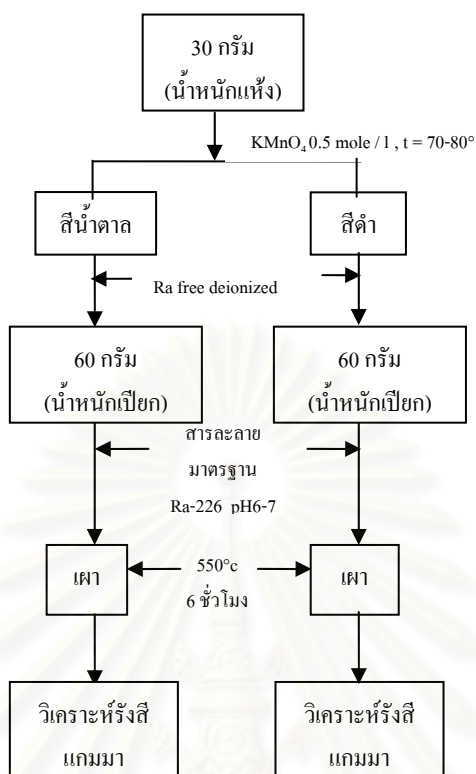 30 กรัม
(น้ำหนักแห้ง)
KMnO₄ 0.5 mole / l , t = 70-80°
สีน้ำตาล
สีดำ
Ra free deionized
60 กรัม
(น้ำหนักเปียก)
60 กรัม
(น้ำหนักเปียก)
สารละลาย
มาตรฐาน
Ra-226 pH6-7
เผา
550°c
6 ชั่วโมง
เผา
วิเคราะห์รังสี
แกมมา
วิเคราะห์รังสี
แกมมา